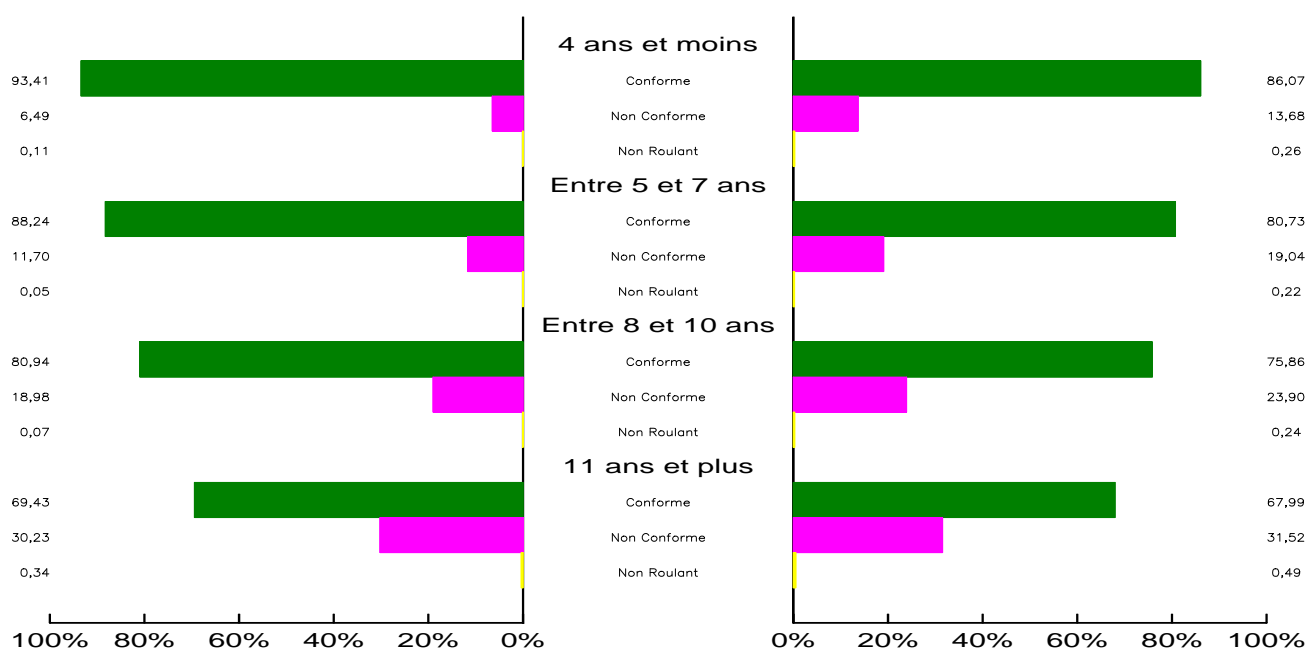 4 ans et moins
93,41 Conforme 86,07
6,49 Non Conforme 13,68
0,11 Non Roulant 0,26
Entre 5 et 7 ans
88,24 Conforme 80,73
11,70 Non Conforme 19,04
0,05 Non Roulant 0,22
Entre 8 et 10 ans
80,94 Conforme 75,86
18,98 Non Conforme 23,90
0,07 Non Roulant 0,24
11 ans et plus
69,43 Conforme 67,99
30,23 Non Conforme 31,52
0,34 Non Roulant 0,49
100% 80% 60% 40% 20% 0% 0% 20% 40% 60% 80% 100%